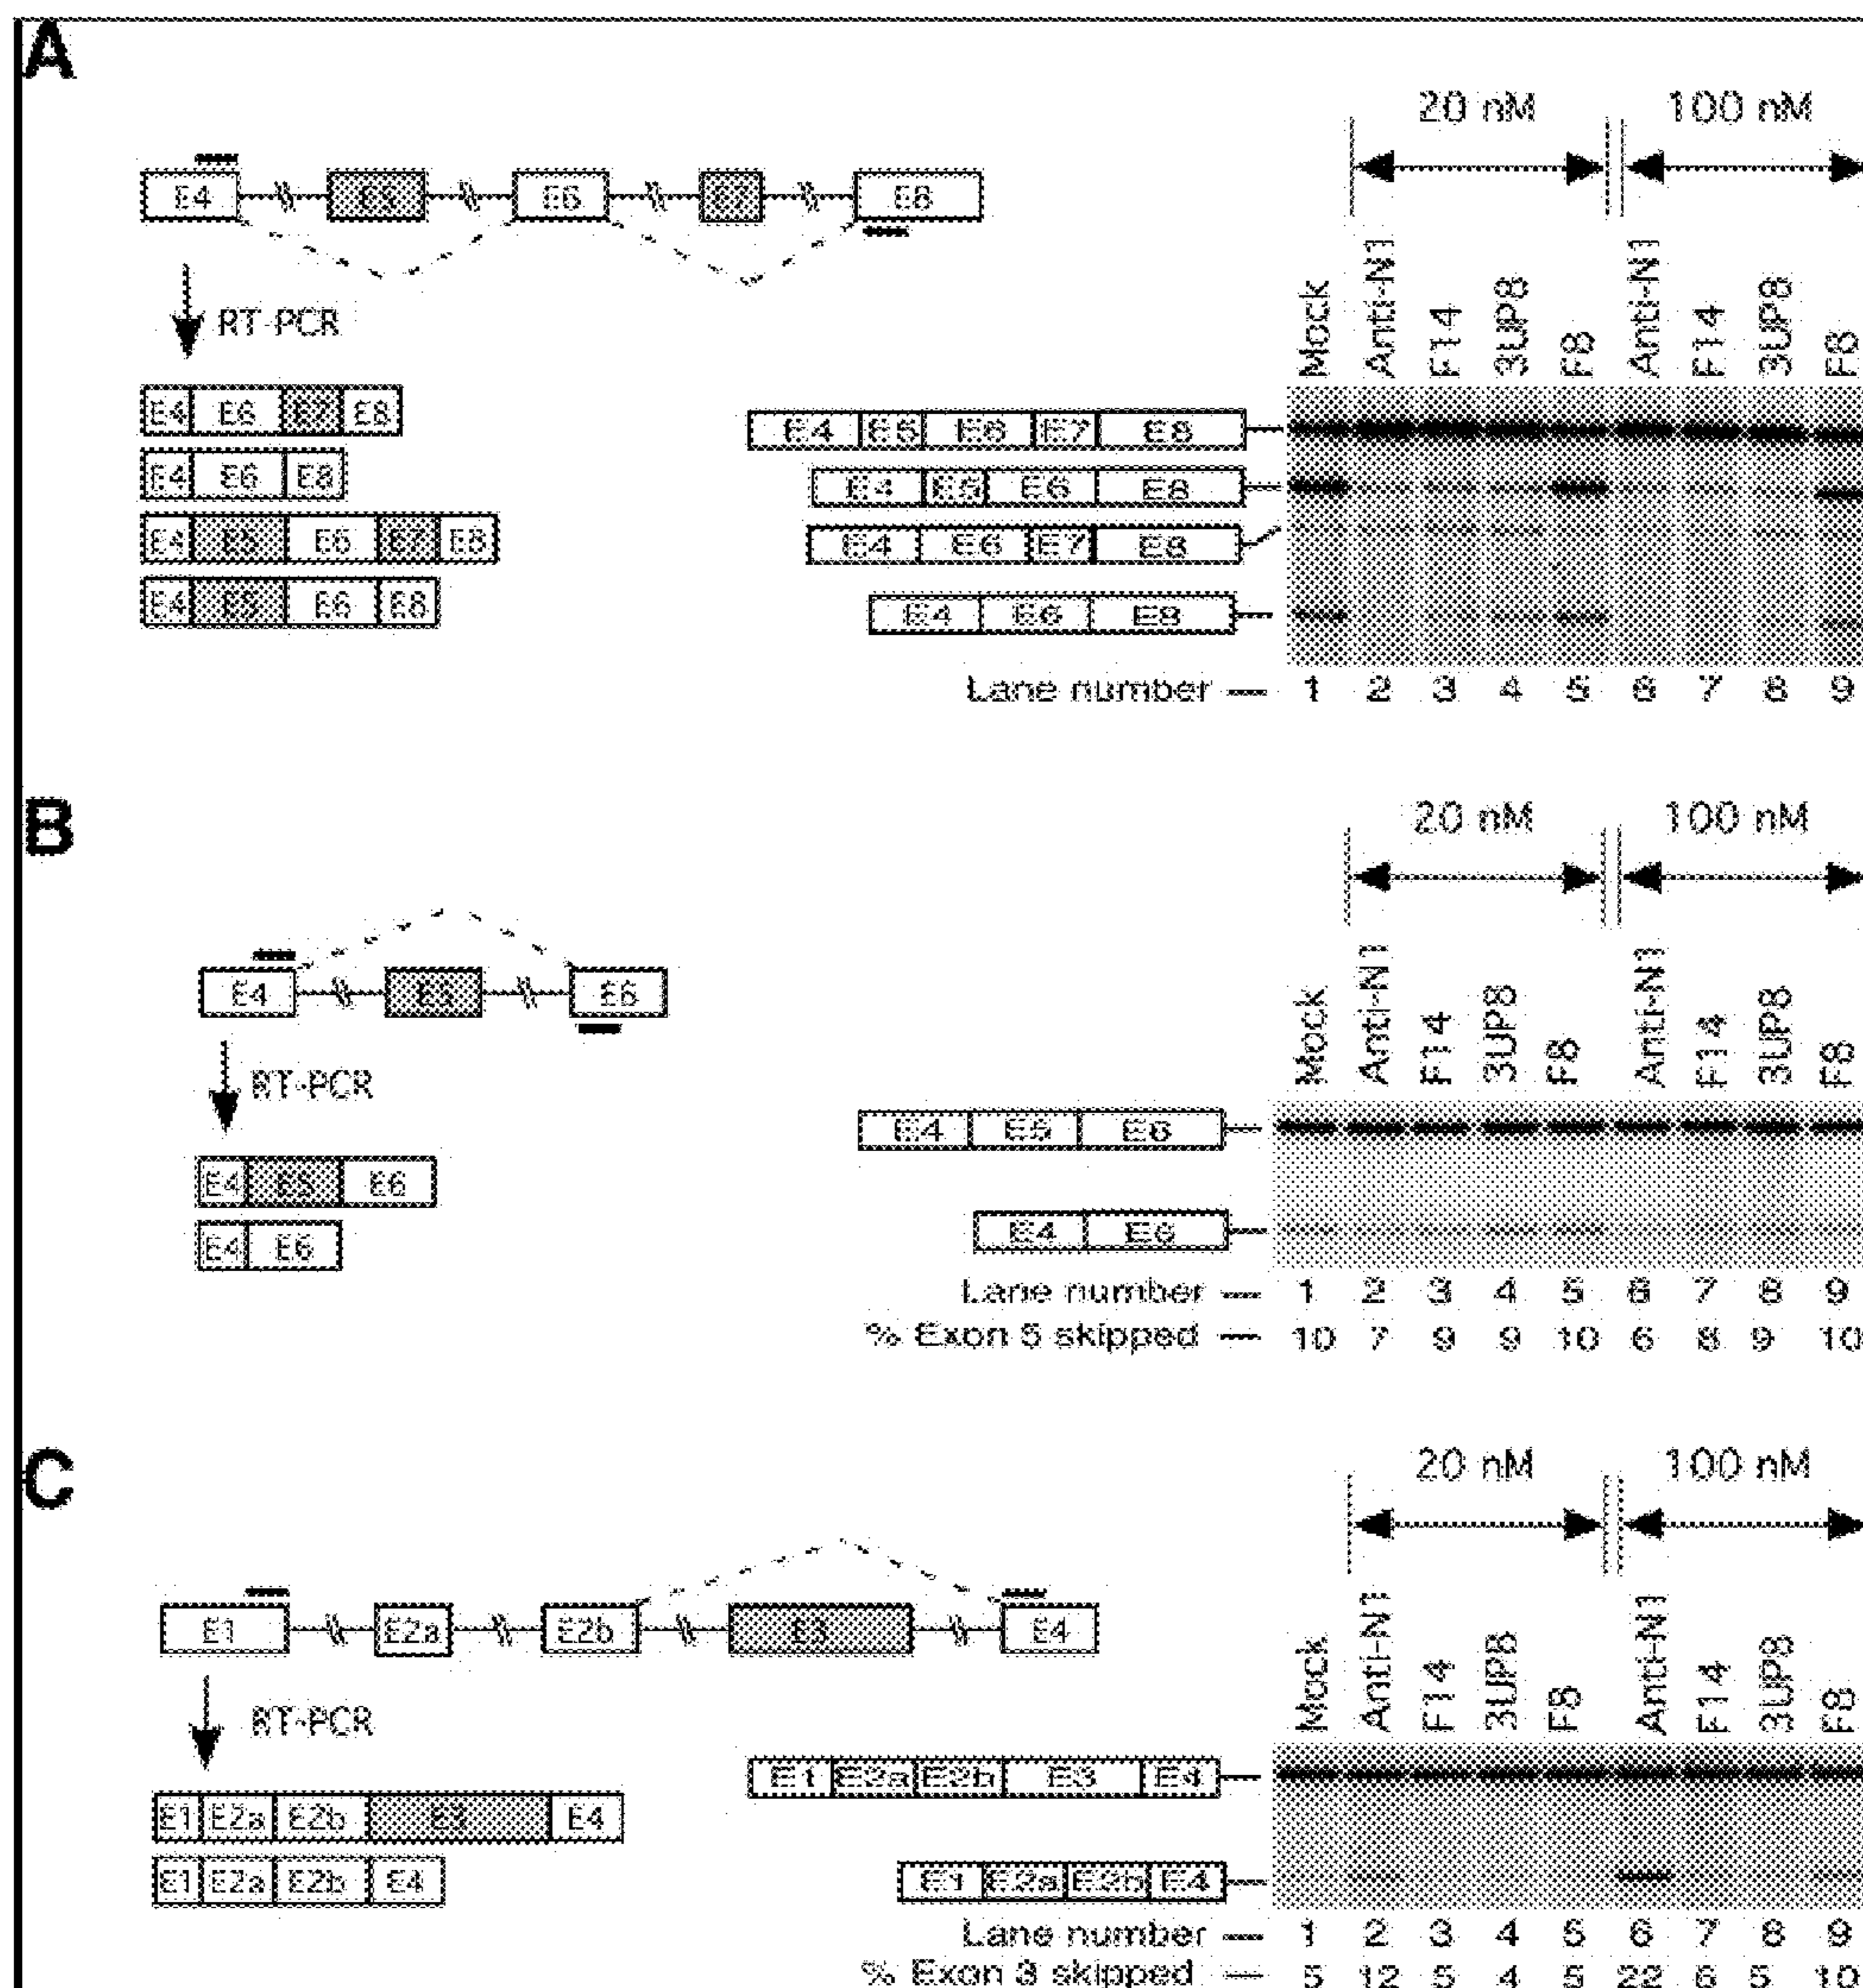 A
20 nM 100 nM
E4 E5 E6 E7 E8
RT-PCR
Mock Anti-N1 F14 3UP8 F8 Anti-N1 F14 3UP8 F8
E4 E6 E7 E8
E4 E6 E8
E4 E5 E6 E7 E8
E4 E5 E6 E8
E4 E5 E6 E7 E8
E4 E5 E6 E8
E4 E6 E7 E8
E4 E6 E8
Lane number — 1 2 3 4 5 6 7 8 9
B
20 nM 100 nM
E4 E5 E6
RT-PCR
Mock Anti-N1 F14 3UP8 F8 Anti-N1 F14 3UP8 F8
E4 E5 E6
E4 E6
E4 E5 E6
E4 E6
Lane number — 1 2 3 4 5 6 7 8 9
% Exon 5 skipped — 10 7 9 9 10 6 8 9 10
C
20 nM 100 nM
E1 E2a E2b E3 E4
RT-PCR
Mock Anti-N1 F14 3UP8 F8 Anti-N1 F14 3UP8 F8
E1 E2a E2b E3 E4
E1 E2a E2b E4
E1 E2a E2b E3 E4
E1 E2a E2b E4
Lane number — 1 2 3 4 5 6 7 8 9
% Exon 3 skipped — 5 12 5 4 5 6 10